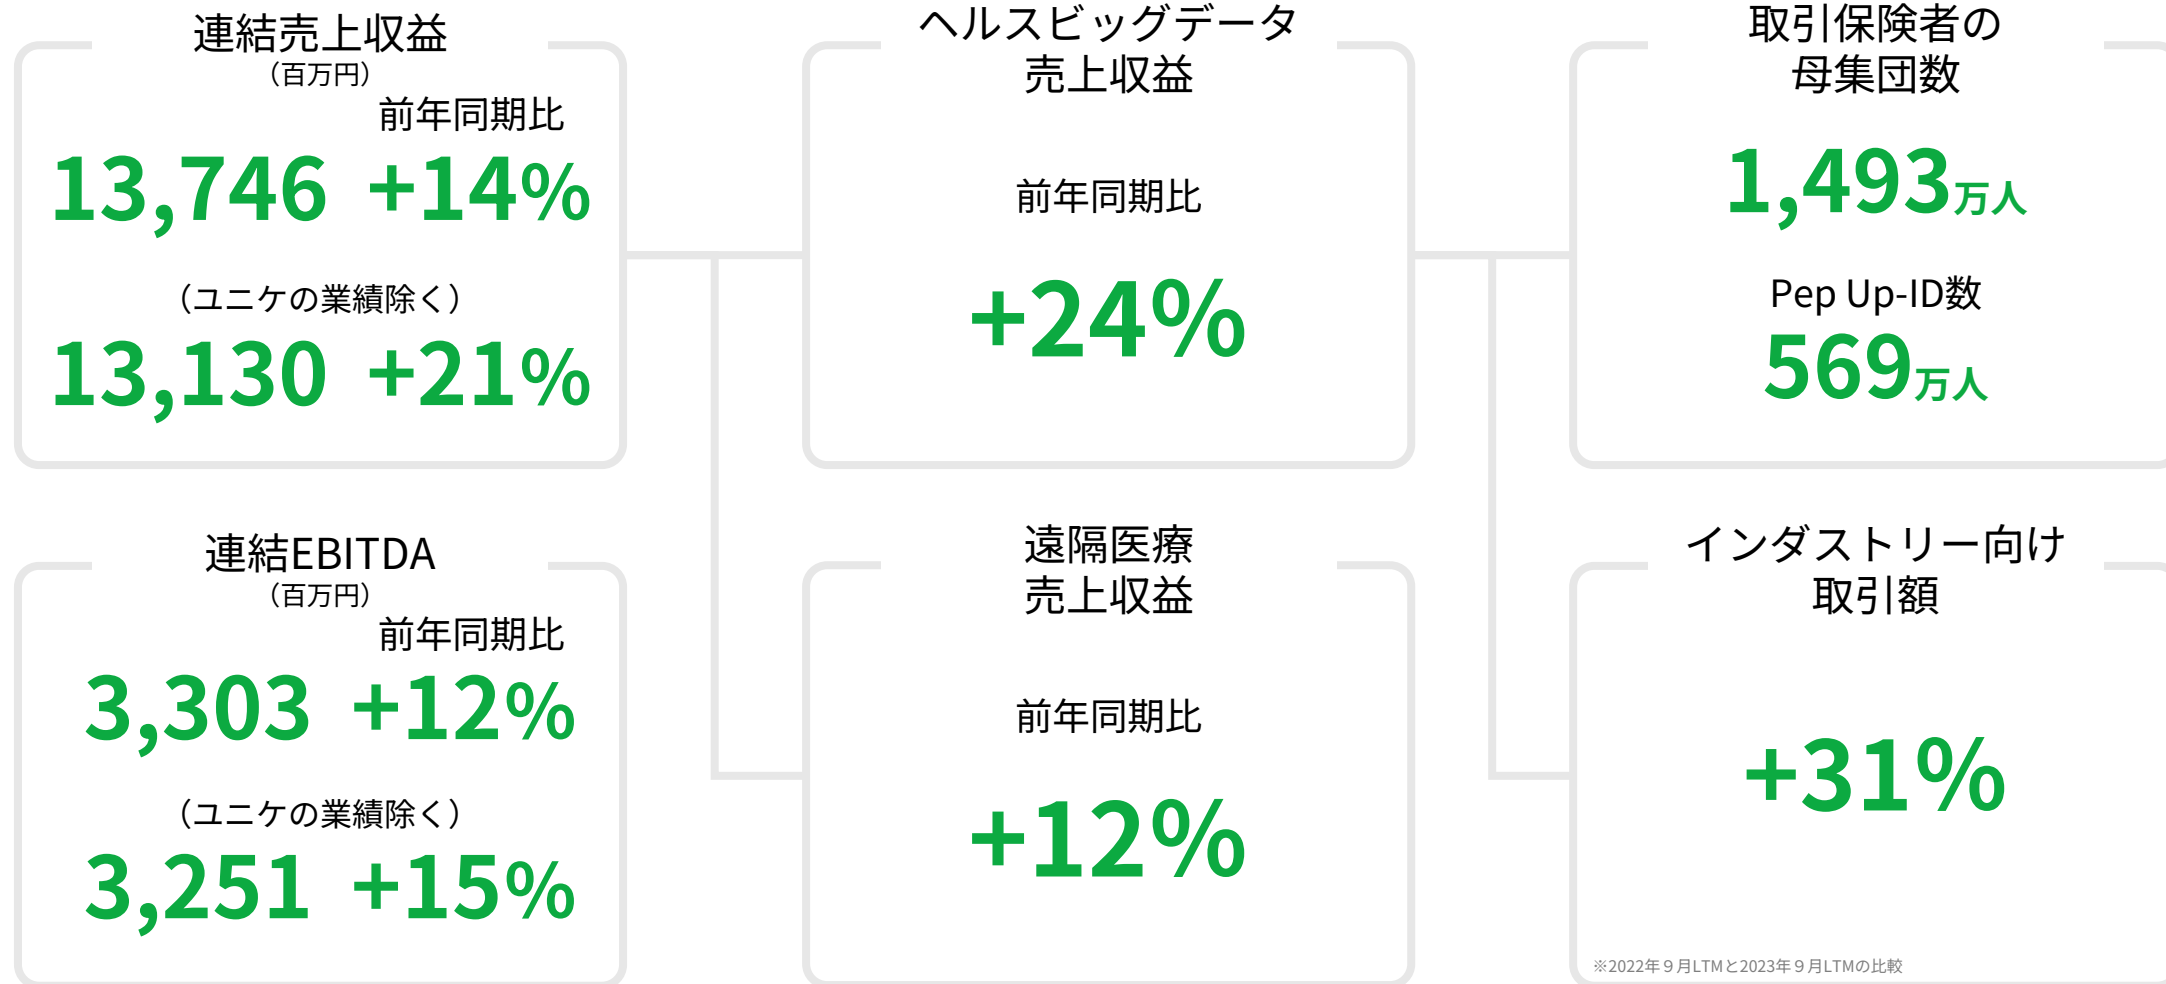 連結売上収益
（百万円）
前年同期比
13,746 +14%
（ユニケの業績除く）
13,130 +21%
ヘルスビッグデータ
売上収益
前年同期比
+24%
取引保険者の
母集団数
1,493万人
Pep Up-ID数
569万人
連結EBITDA
（百万円）
前年同期比
3,303 +12%
（ユニケの業績除く）
3,251 +15%
遠隔医療
売上収益
前年同期比
+12%
インダストリー向け
取引額
+31%
※2022年９月LTMと2023年９月LTMの比較